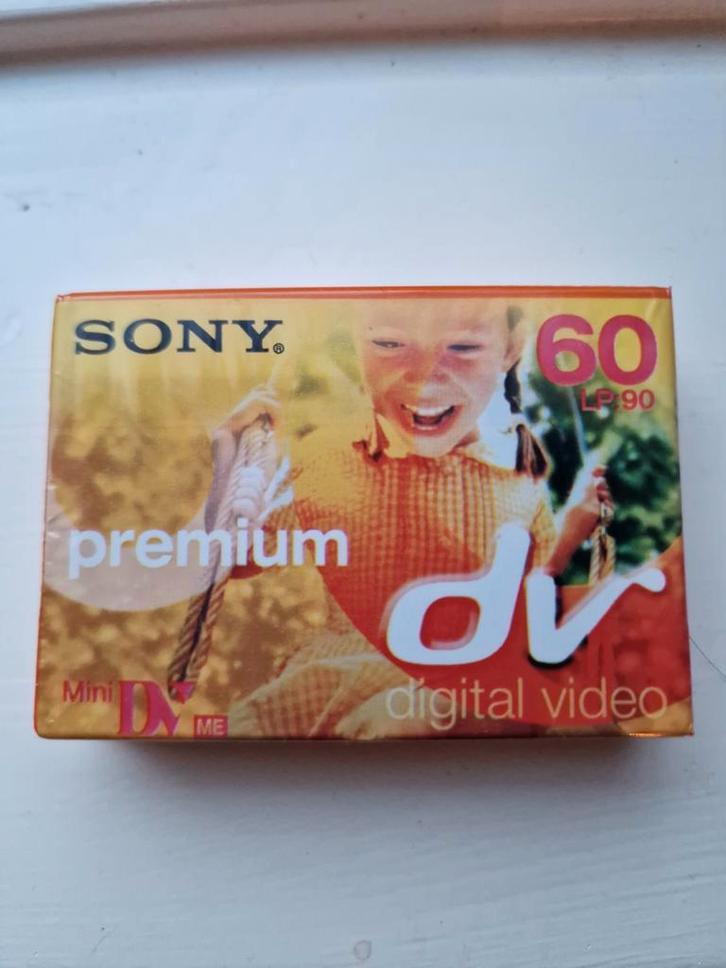 SONY®
60
LP:90
premium
dv
digital video
Mini DV ME